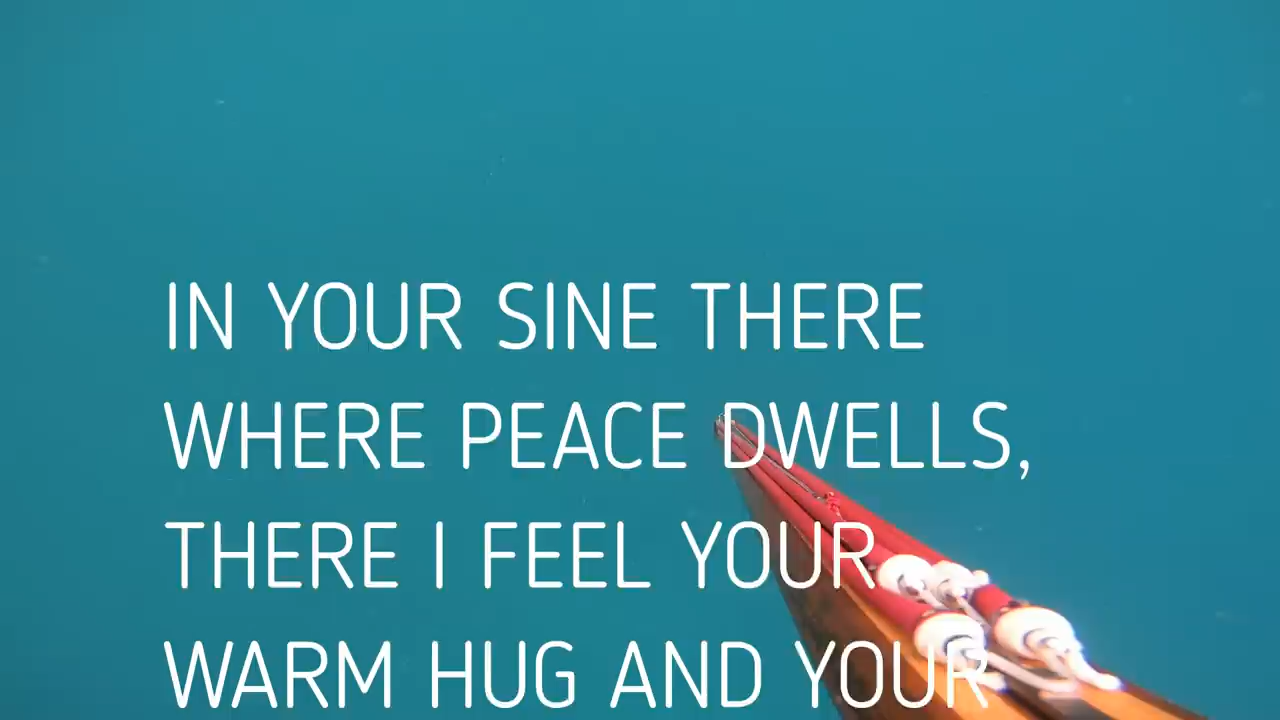 IN YOUR SINE THERE
WHERE PEACE DWELLS,
THERE I FEEL YOUR
WARM HUG AND YOUR